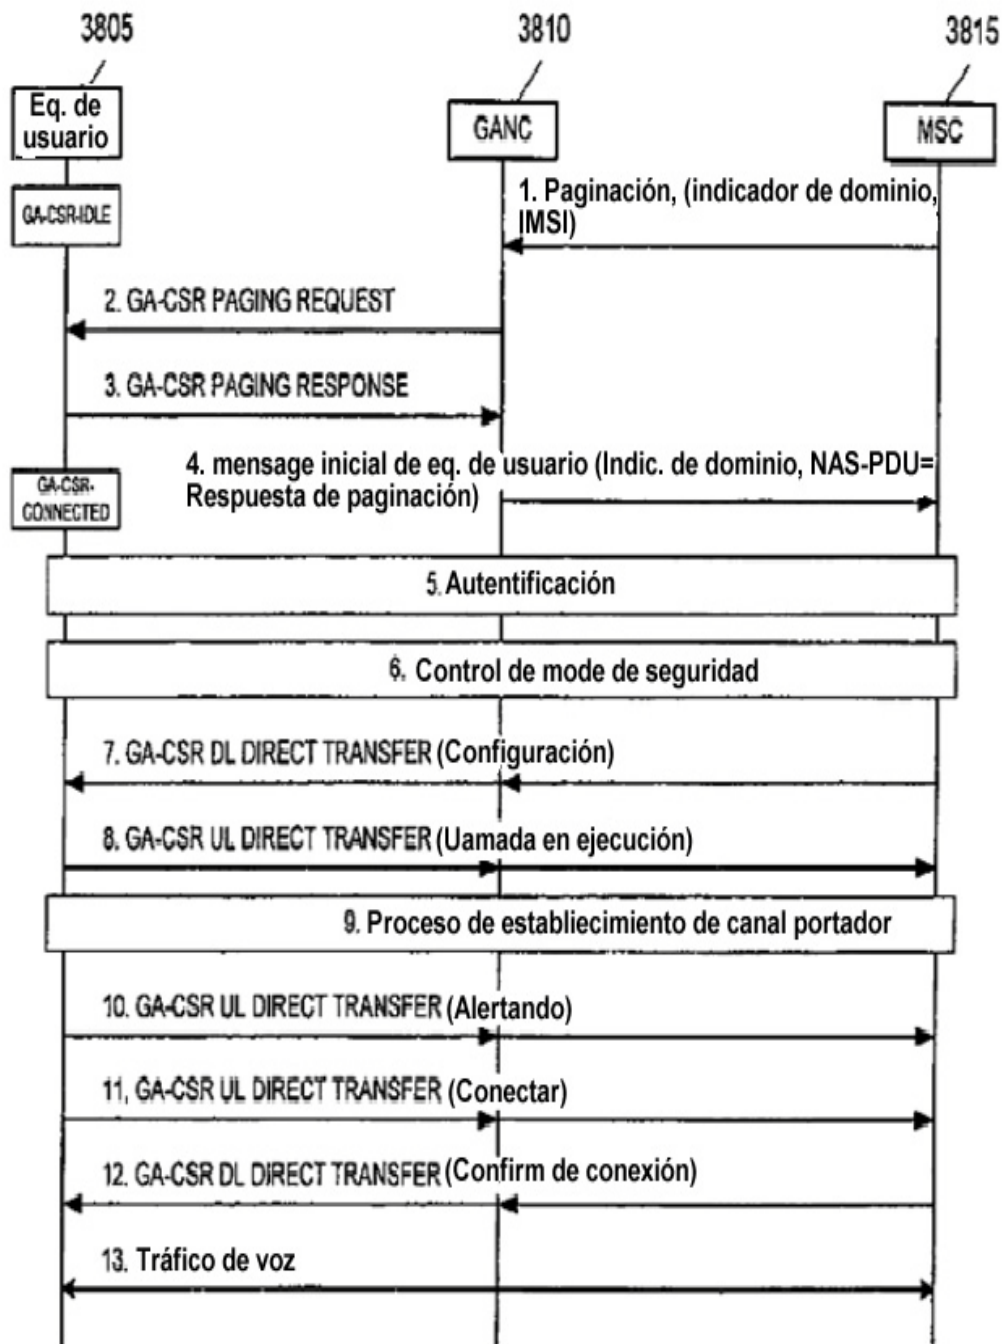 3805
3810
3815
Eq. de
usuario
GANC
MSC
GA-CSR-IDLE
1. Paginación, (indicador de dominio,
IMSI)
2. GA-CSR PAGING REQUEST
3. GA-CSR PAGING RESPONSE
4. mensage inicial de eq. de usuario (Indic. de dominio, NAS-PDU=
Respuesta de paginación)
GA-CSR-
CONNECTED
5. Autentificación
6. Control de mode de seguridad
7. GA-CSR DL DIRECT TRANSFER (Configuración)
8. GA-CSR UL DIRECT TRANSFER (Uamada en ejecución)
9. Proceso de establiecimiento de canal portador
10. GA-CSR UL DIRECT TRANSFER (Alertando)
11, GA-CSR UL DIRECT TRANSFER (Conectar)
12. GA-CSR DL DIRECT TRANSFER (Confirm de conexión)
13. Tráfico de voz